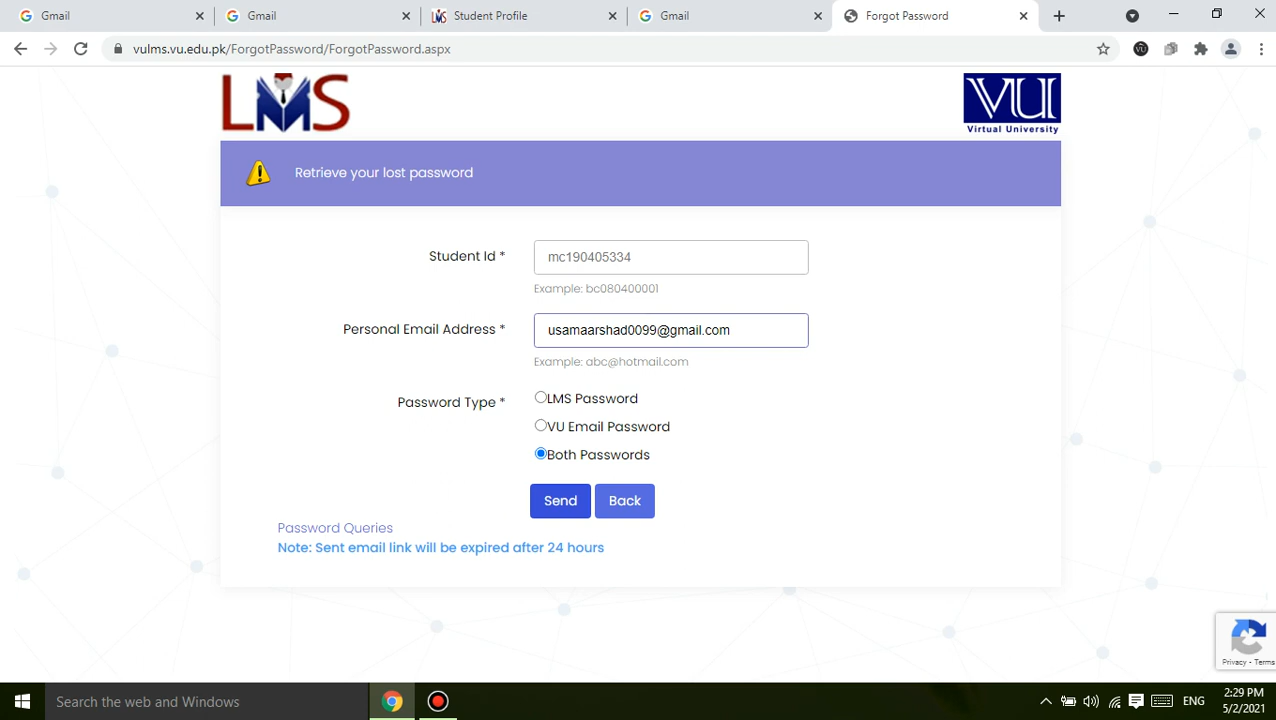 Gmail
Gmail
Student Profile
Gmail
Forgot Password
vulms.vu.edu.pk/ForgotPassword/ForgotPassword.aspx
VU
LMS
VU
Virtual University
Retrieve your lost password
Student Id *
mc190405334
Example: bc080400001
Personal Email Address *
usamaarshad0099@gmail.com
Example: abc@hotmail.com
Password Type *
LMS Password
VU Email Password
Both Passwords
Send
Back
Password Queries
Note: Sent email link will be expired after 24 hours
Privacy - Terms
Search the web and Windows
ENG
2:29 PM
5/2/2021